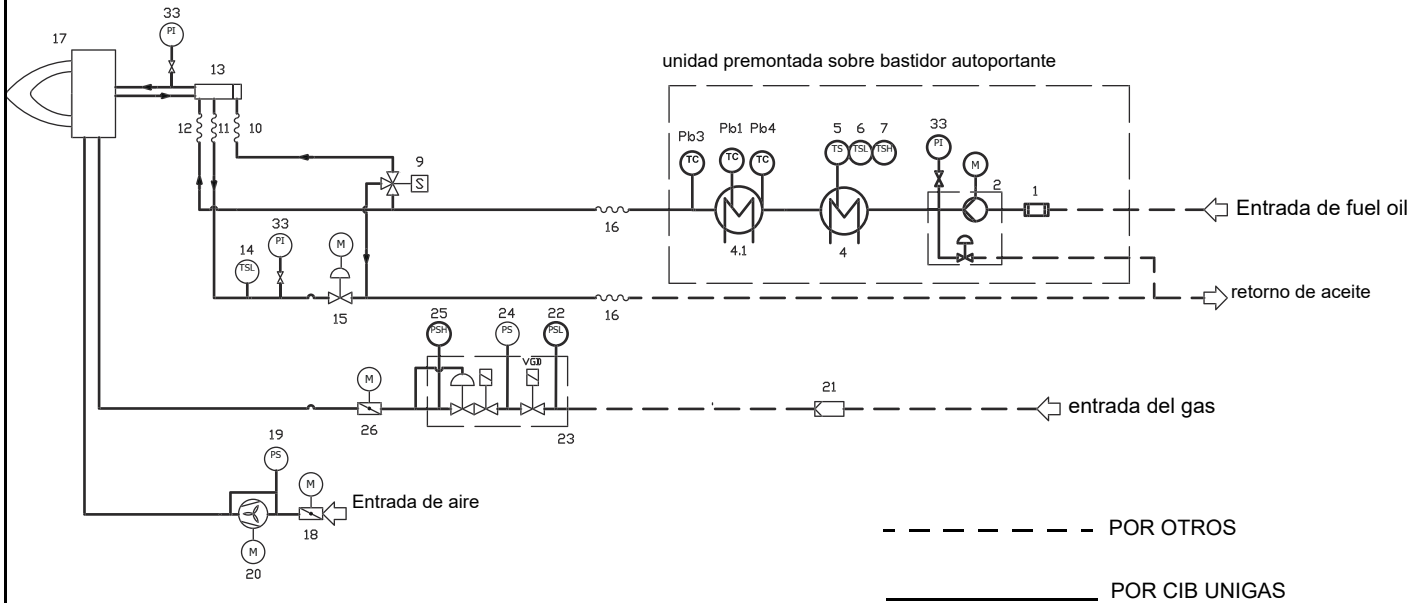 33
17
PI
13
unidad premontada sobre bastidor autoportante
12
11
10
Pb3
Pb1
Pb4
5
6
7
33
TC
TC
TC
TS
TSL
TSH
PI
M
9
S
2
1
Entrada de fuel oil
16
4.1
4
33
14
PI
M
TSL
retorno de aceite
15
16
25
24
22
PSH
PS
PSL
VGD
M
21
entrada del gas
26
23
19
PS
M
Entrada de aire
18
M
20
POR OTROS
POR CIB UNIGAS